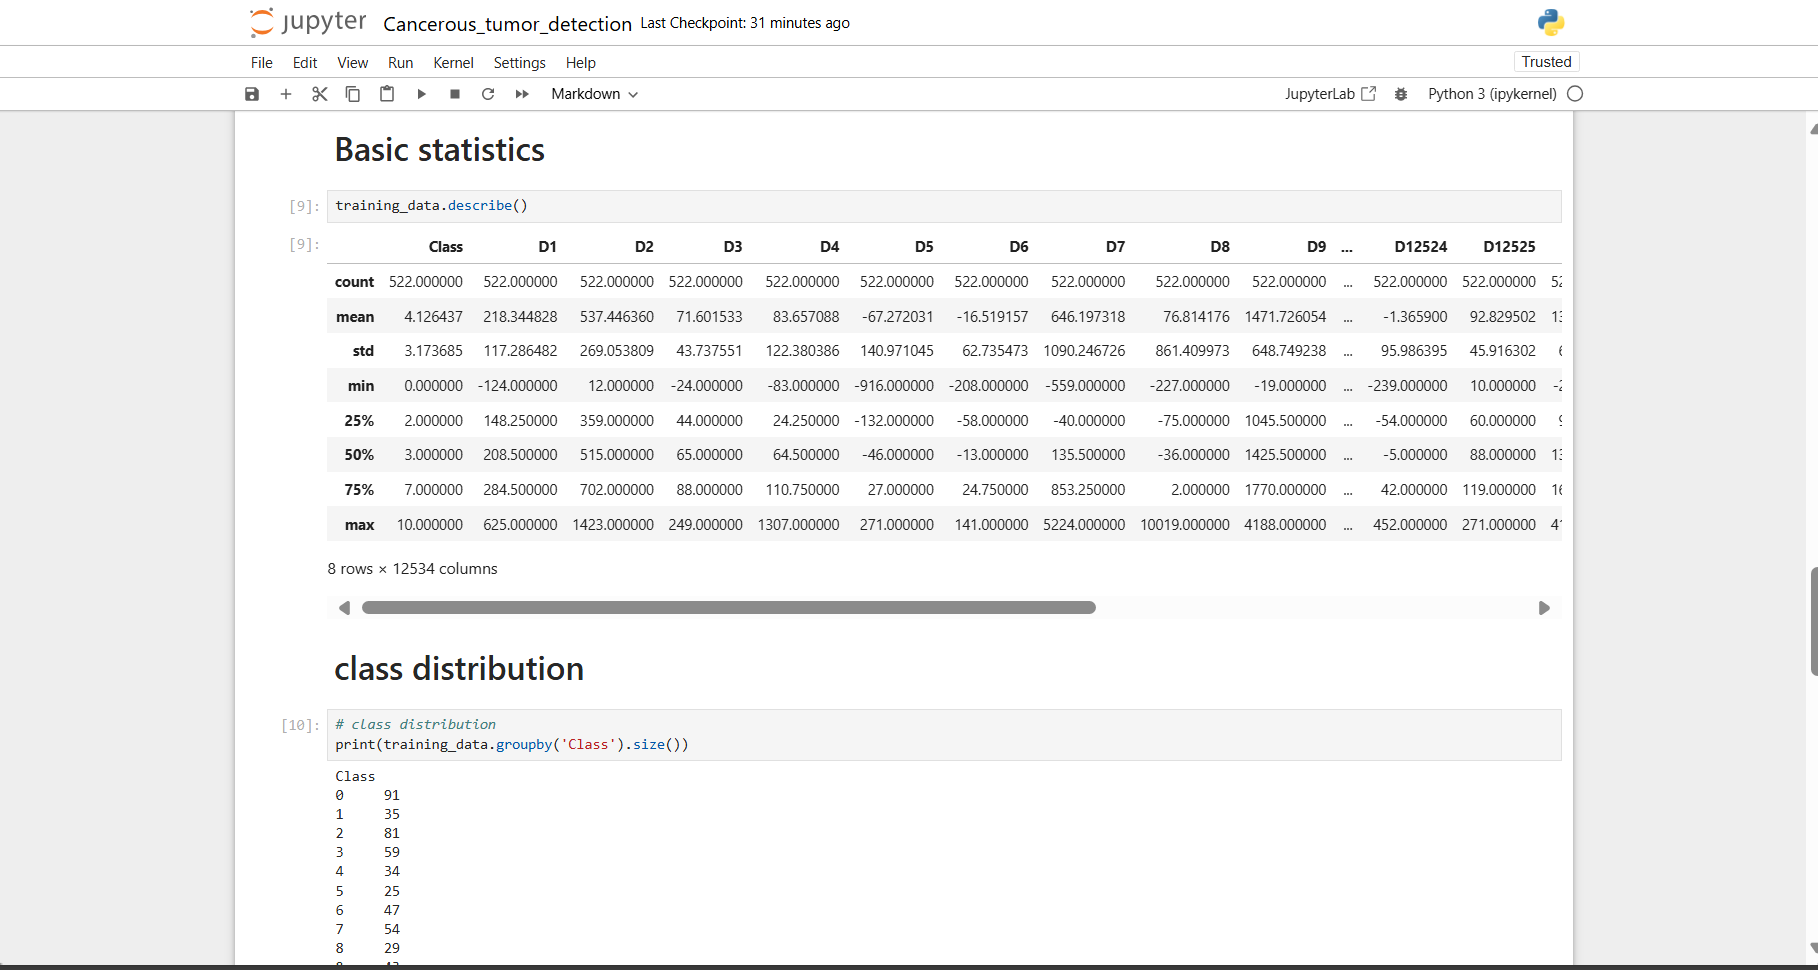 jupyter Cancerous_tumor_detection Last Checkpoint: 31 minutes ago
File Edit View Run Kernel Settings Help Trusted
Markdown JupyterLab Python 3 (ipykernel)
Basic statistics
[9]: training_data.describe()
[9]: Class D1 D2 D3 D4 D5 D6 D7 D8 D9 ... D12524 D12525
count 522.000000 522.000000 522.000000 522.000000 522.000000 522.000000 522.000000 522.000000 522.000000 522.000000 ... 522.000000 522.000000
mean 4.126437 218.344828 537.446360 71.601533 83.657088 -67.272031 -16.519157 646.197318 76.814176 1471.726054 ... -1.365900 92.829502
std 3.173685 117.286482 269.053809 43.737551 122.380386 140.971045 62.735473 1090.246726 861.409973 648.749238 ... 95.986395 45.916302
min 0.000000 -124.000000 12.000000 -24.000000 -83.000000 -916.000000 -208.000000 -559.000000 -227.000000 -19.000000 ... -239.000000 10.000000
25% 2.000000 148.250000 359.000000 44.000000 24.250000 -132.000000 -58.000000 -40.000000 -75.000000 1045.500000 ... -54.000000 60.000000
50% 3.000000 208.500000 515.000000 65.000000 64.500000 -46.000000 -13.000000 135.500000 -36.000000 1425.500000 ... -5.000000 88.000000
75% 7.000000 284.500000 702.000000 88.000000 110.750000 27.000000 24.750000 853.250000 2.000000 1770.000000 ... 42.000000 119.000000
max 10.000000 625.000000 1423.000000 249.000000 1307.000000 271.000000 141.000000 5224.000000 10019.000000 4188.000000 ... 452.000000 271.000000
8 rows × 12534 columns
class distribution
[10]: # class distribution
print(training_data.groupby('Class').size())
Class
0 91
1 35
2 81
3 59
4 34
5 25
6 47
7 54
8 29